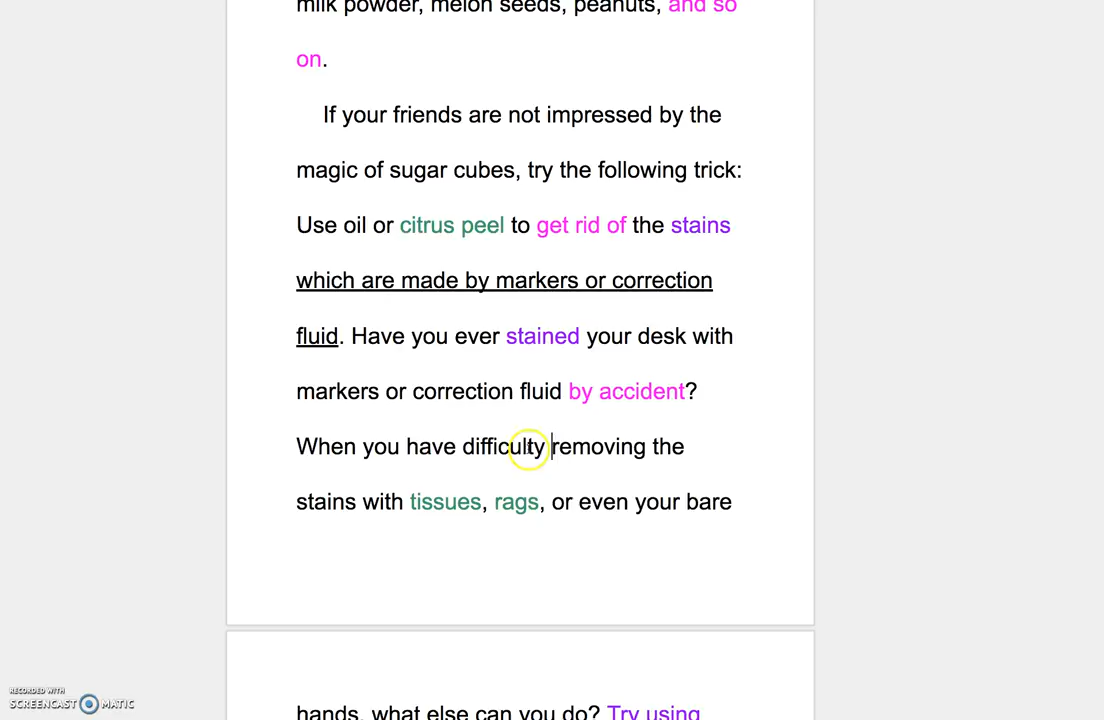 milk powder, melon seeds, peanuts, and so
on.
If your friends are not impressed by the
magic of sugar cubes, try the following trick:
Use oil or citrus peel to get rid of the stains
which are made by markers or correction
fluid. Have you ever stained your desk with
markers or correction fluid by accident?
When you have difficulty removing the
stains with tissues, rags, or even your bare
hands, what else can you do? Try using
RECORDED WITH
SCREENCAST MATIC